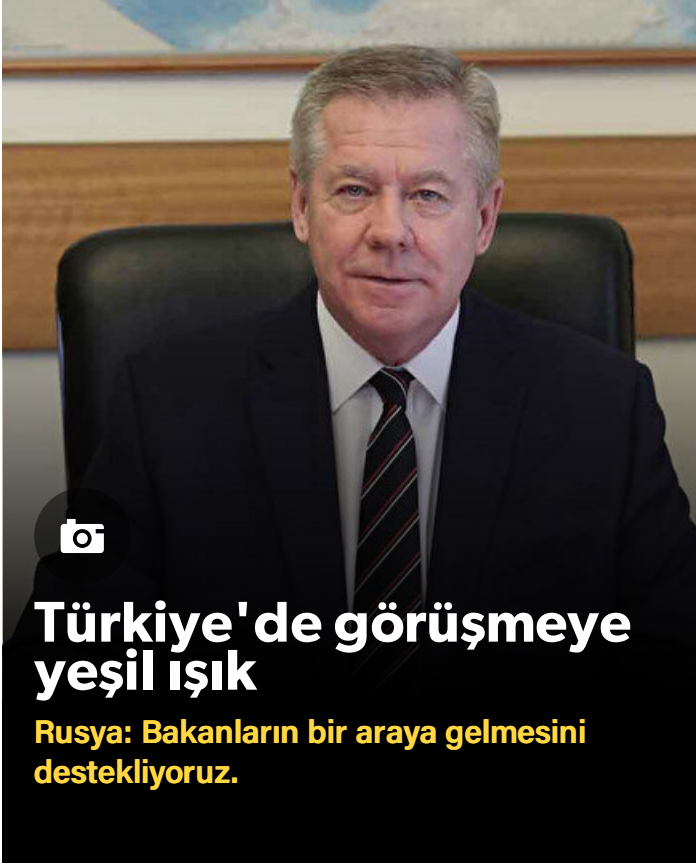 Türkiye'de görüşmeye
yeşil ışık
Rusya: Bakanların bir araya gelmesini
destekliyoruz.